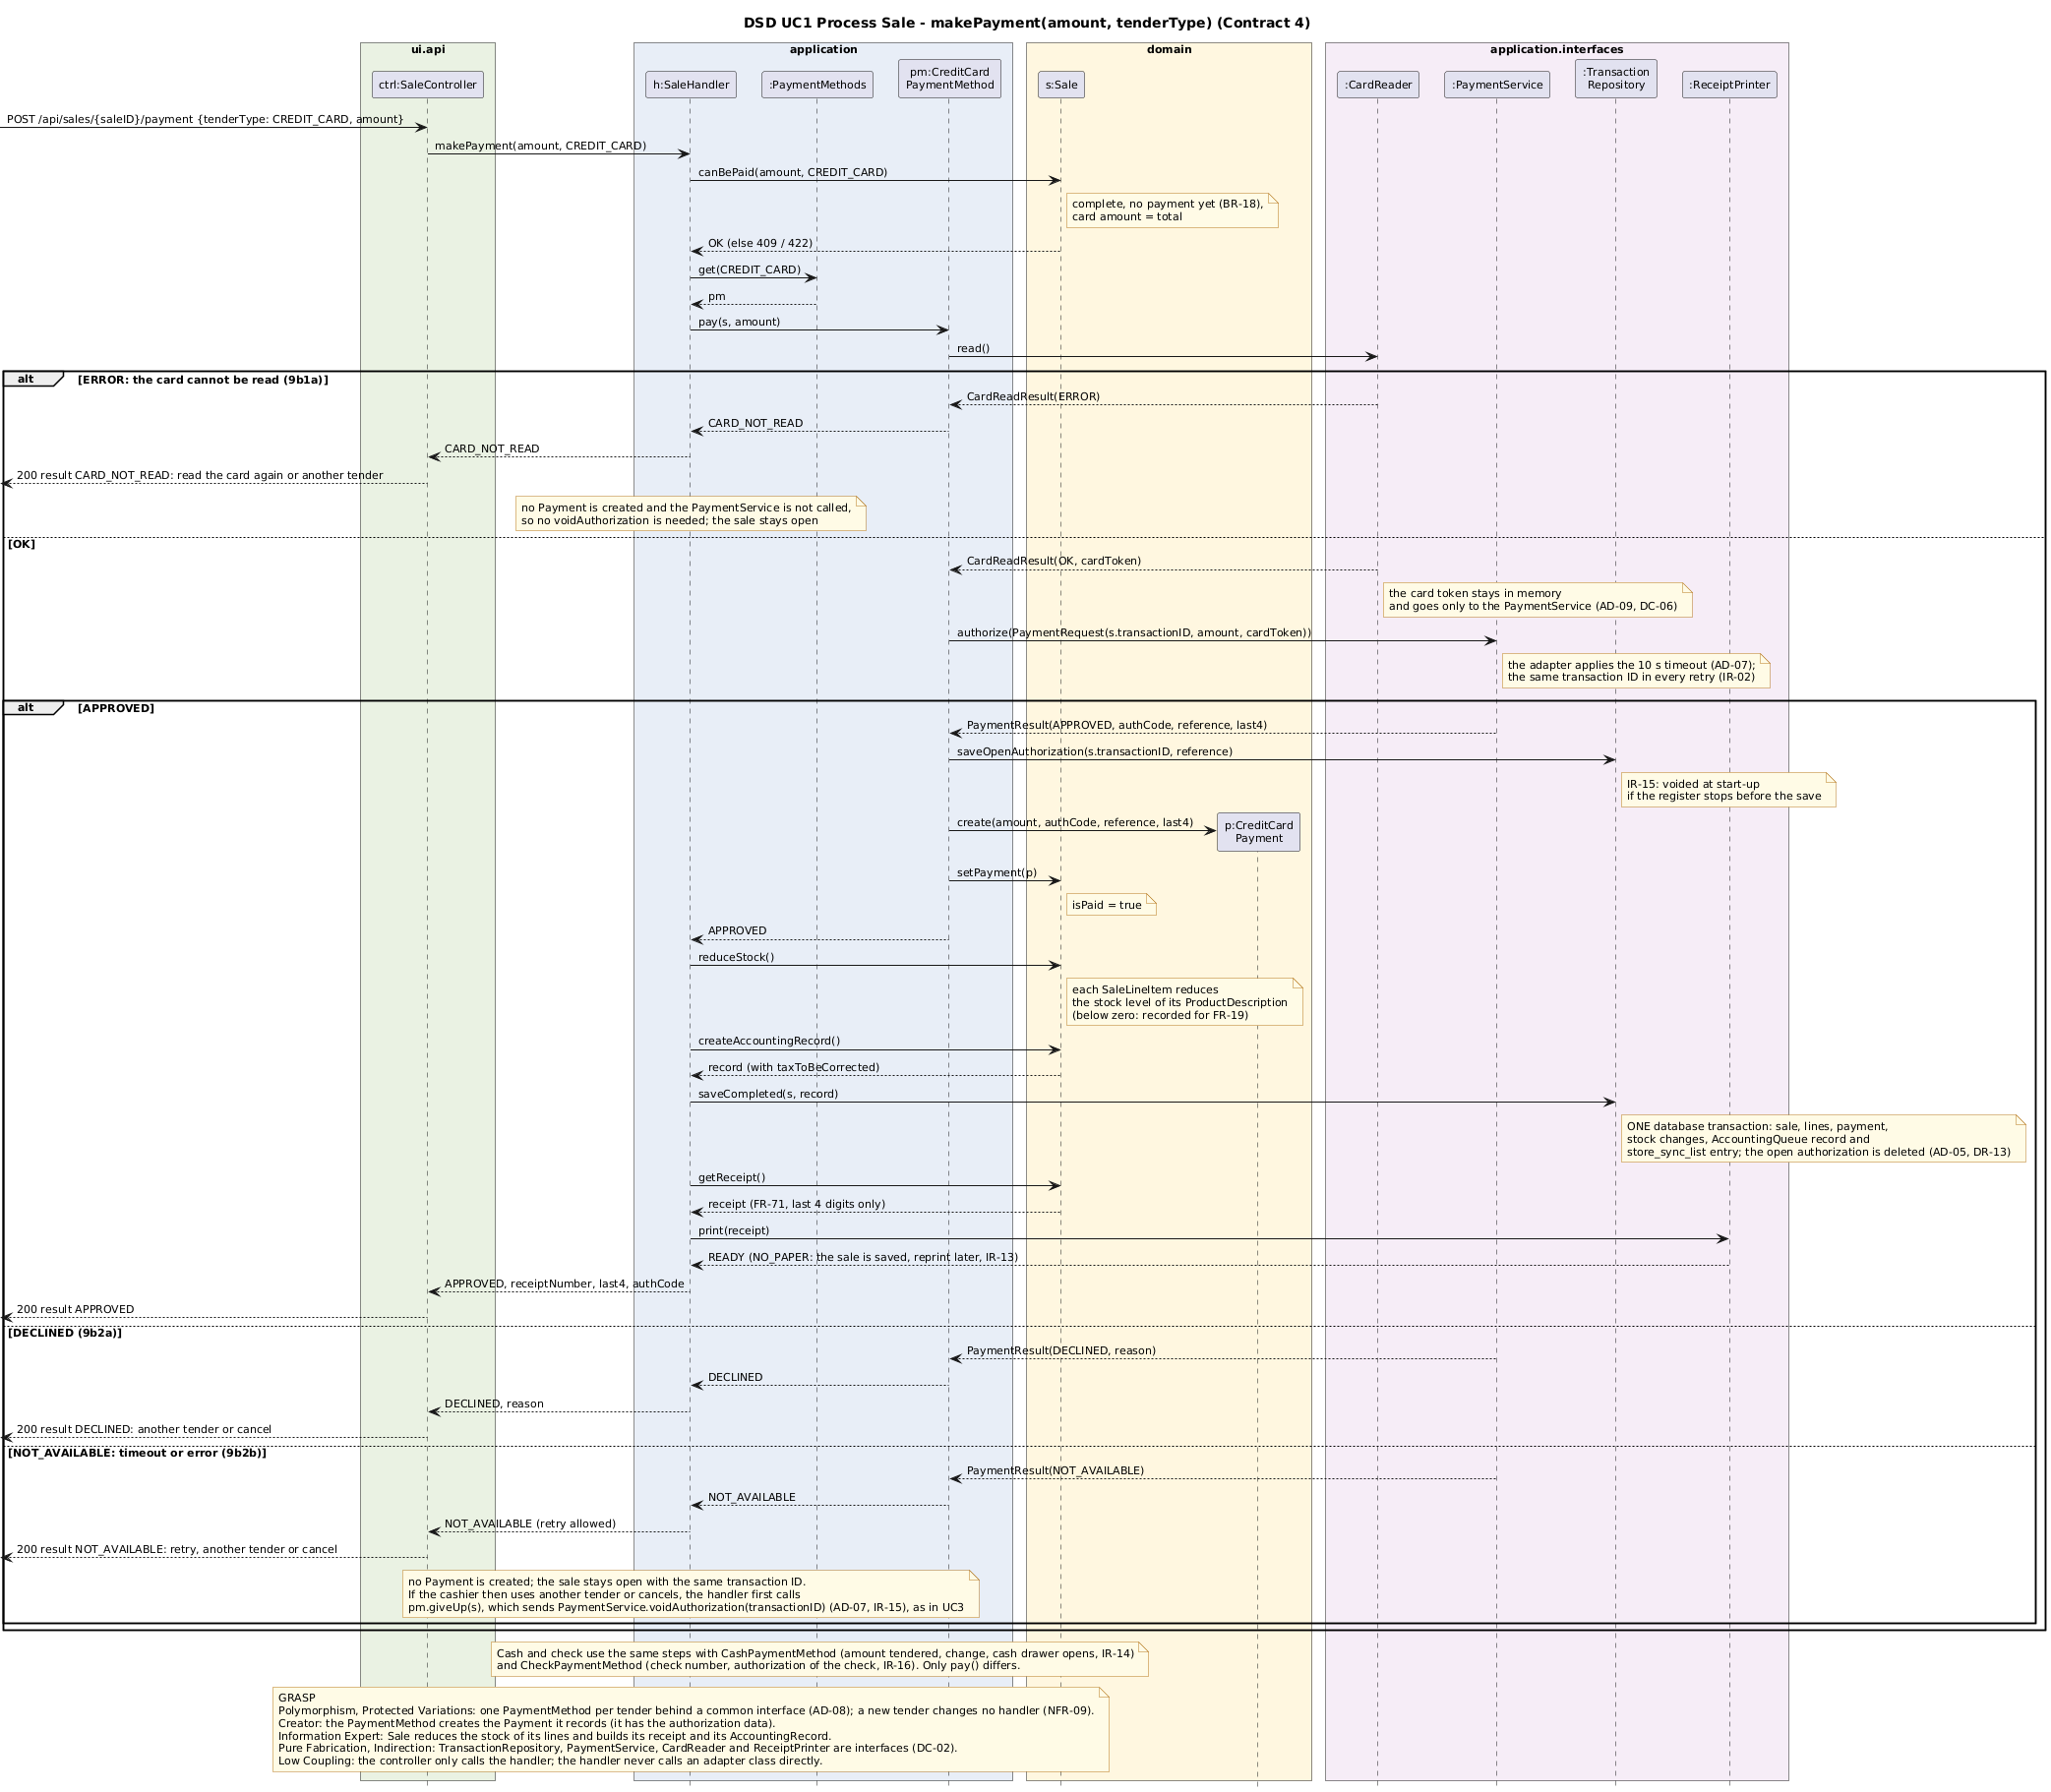 DSD UC1 Process Sale - makePayment(amount, tenderType) (Contract 4)
ui.api
application
domain
application.interfaces
ctrl:SaleController
h:SaleHandler
:PaymentMethods
pm:CreditCard
PaymentMethod
s:Sale
:CardReader
:PaymentService
:Transaction
Repository
:ReceiptPrinter
POST /api/sales/{saleID}/payment {tenderType: CREDIT_CARD, amount}
makePayment(amount, CREDIT_CARD)
canBePaid(amount, CREDIT_CARD)
complete, no payment yet (BR-18),
card amount = total
OK (else 409 / 422)
get(CREDIT_CARD)
pm
pay(s, amount)
read()
alt
[ERROR: the card cannot be read (9b1a)]
CardReadResult(ERROR)
CARD_NOT_READ
CARD_NOT_READ
200 result CARD_NOT_READ: read the card again or another tender
no Payment is created and the PaymentService is not called,
so no voidAuthorization is needed; the sale stays open
[OK]
CardReadResult(OK, cardToken)
the card token stays in memory
and goes only to the PaymentService (AD-09, DC-06)
authorize(PaymentRequest(s.transactionID, amount, cardToken))
the adapter applies the 10 s timeout (AD-07);
the same transaction ID in every retry (IR-02)
alt
[APPROVED]
PaymentResult(APPROVED, authCode, reference, last4)
saveOpenAuthorization(s.transactionID, reference)
IR-15: voided at start-up
if the register stops before the save
create(amount, authCode, reference, last4)
p:CreditCard
Payment
setPayment(p)
isPaid = true
APPROVED
reduceStock()
each SaleLineItem reduces
the stock level of its ProductDescription
(below zero: recorded for FR-19)
createAccountingRecord()
record (with taxToBeCorrected)
saveCompleted(s, record)
ONE database transaction: sale, lines, payment,
stock changes, AccountingQueue record and
store_sync_list entry; the open authorization is deleted (AD-05, DR-13)
getReceipt()
receipt (FR-71, last 4 digits only)
print(receipt)
READY (NO_PAPER: the sale is saved, reprint later, IR-13)
APPROVED, receiptNumber, last4, authCode
200 result APPROVED
[DECLINED (9b2a)]
PaymentResult(DECLINED, reason)
DECLINED
DECLINED, reason
200 result DECLINED: another tender or cancel
[NOT_AVAILABLE: timeout or error (9b2b)]
PaymentResult(NOT_AVAILABLE)
NOT_AVAILABLE
NOT_AVAILABLE (retry allowed)
200 result NOT_AVAILABLE: retry, another tender or cancel
no Payment is created; the sale stays open with the same transaction ID.
If the cashier then uses another tender or cancels, the handler first calls
pm.giveUp(s), which sends PaymentService.voidAuthorization(transactionID) (AD-07, IR-15), as in UC3
Cash and check use the same steps with CashPaymentMethod (amount tendered, change, cash drawer opens, IR-14)
and CheckPaymentMethod (check number, authorization of the check, IR-16). Only pay() differs.
GRASP
Polymorphism, Protected Variations: one PaymentMethod per tender behind a common interface (AD-08); a new tender changes no handler (NFR-09).
Creator: the PaymentMethod creates the Payment it records (it has the authorization data).
Information Expert: Sale reduces the stock of its lines and builds its receipt and its AccountingRecord.
Pure Fabrication, Indirection: TransactionRepository, PaymentService, CardReader and ReceiptPrinter are interfaces (DC-02).
Low Coupling: the controller only calls the handler; the handler never calls an adapter class directly.